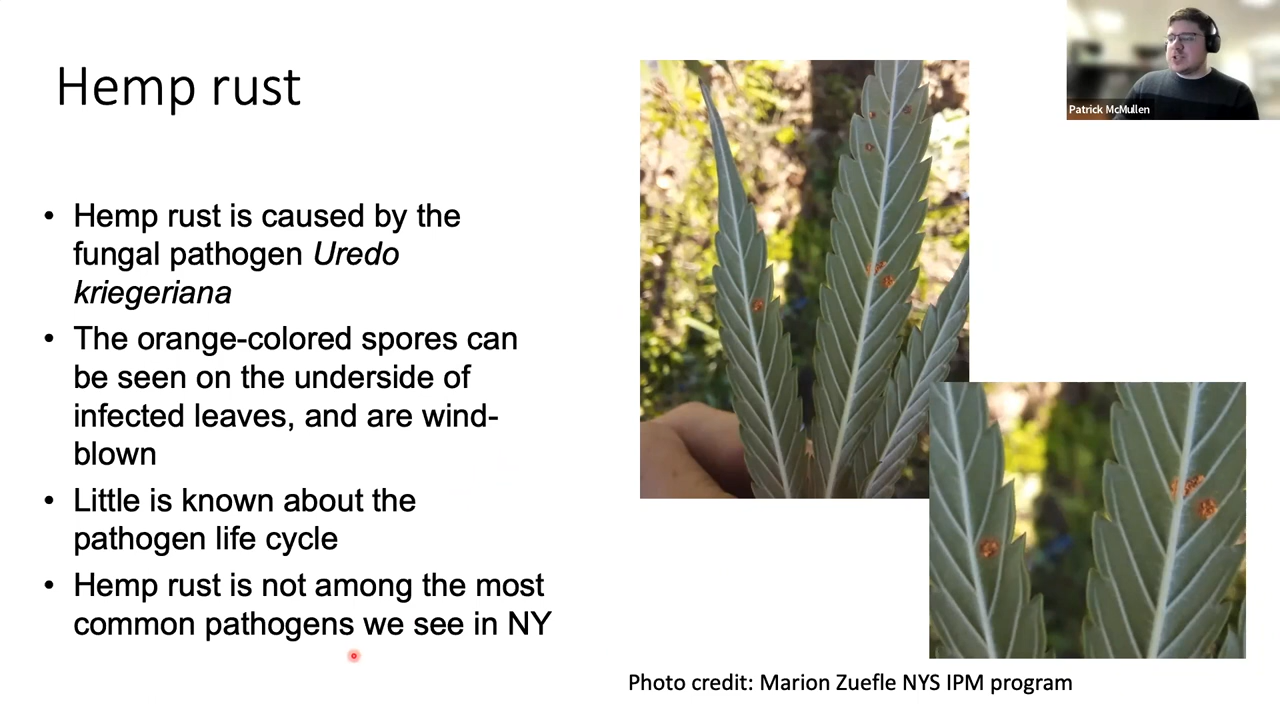 Hemp rust
Patrick McMullen
• Hemp rust is caused by the
fungal pathogen Uredo
kriegeriana
• The orange-colored spores can
be seen on the underside of
infected leaves, and are wind-
blown
• Little is known about the
pathogen life cycle
• Hemp rust is not among the most
common pathogens we see in NY
Photo credit: Marion Zuefle NYS IPM program